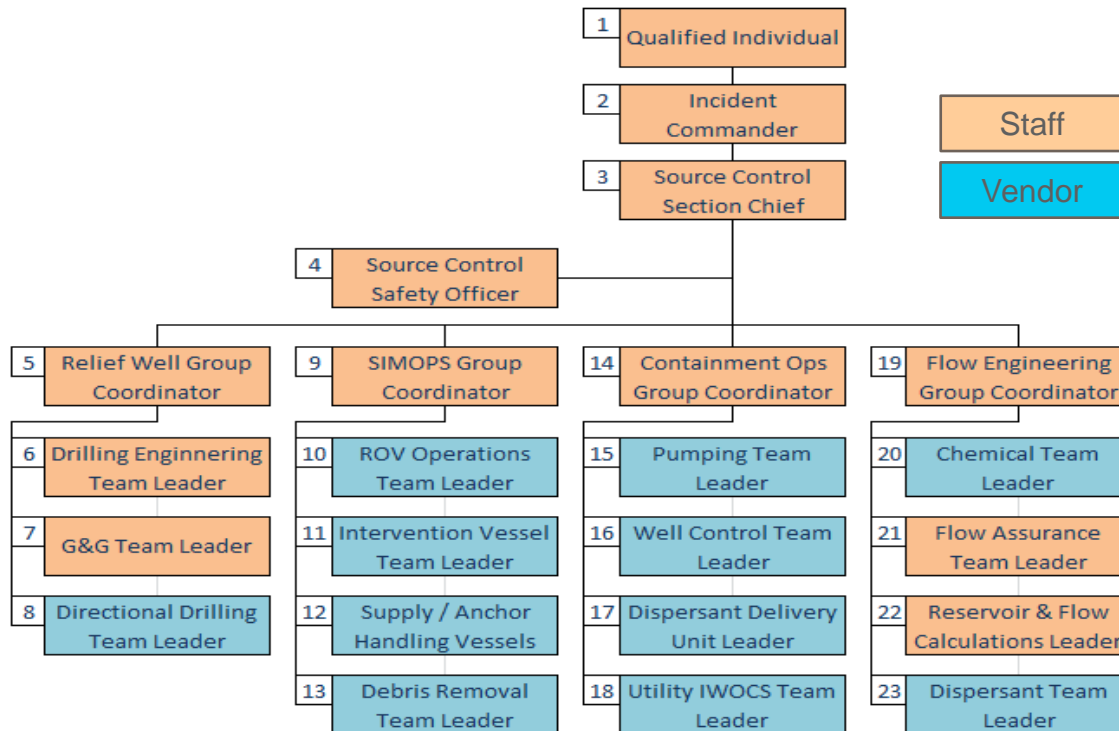 1
Qualified Individual
2
Incident
Commander
Staff
3
Source Control
Section Chief
Vendor
4
Source Control
Safety Officer
5
Relief Well Group
Coordinator
9
SIMOPS Group
Coordinator
14
Containment Ops
Group Coordinator
19
Flow Engineering
Group Coordinator
6
Drilling Enginnering
Team Leader
10
ROV Operations
Team Leader
15
Pumping Team
Leader
20
Chemical Team
Leader
7
G&G Team Leader
11
Intervention Vessel
Team Leader
16
Well Control Team
Leader
21
Flow Assurance
Team Leader
8
Directional Drilling
Team Leader
12
Supply / Anchor
Handling Vessels
17
Dispersant Delivery
Unit Leader
22
Reservoir & Flow
Calculations Leader
13
Debris Removal
Team Leader
18
Utility IWOCS Team
Leader
23
Dispersant Team
Leader